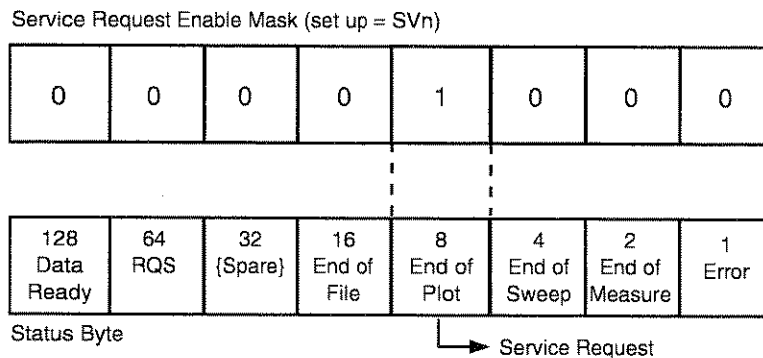 Service Request Enable Mask (set up = SVn)
0 0 0 0 1 0 0 0
128 64 32 16 8 4 2 1
Data Ready RQS {Spare} End of File End of Plot End of Sweep End of Measure Error
Status Byte
Service Request